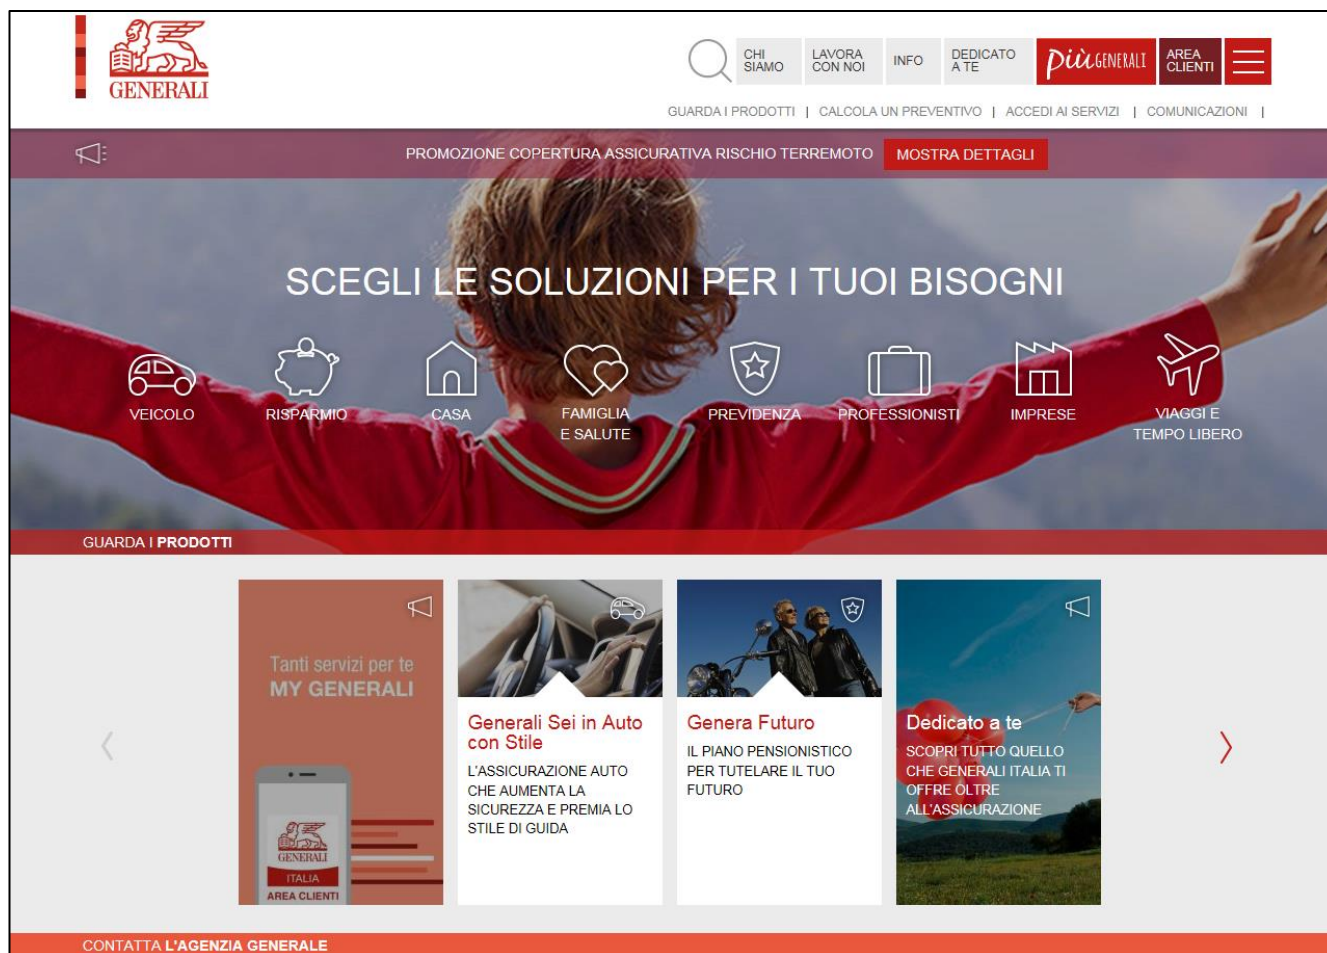 GENERALI
CHI
SIAMO
LAVORA
CON NOI
INFO
DEDICATO
A TE
più GENERALI
AREA
CLIENTI
GUARDA I PRODOTTI | CALCOLA UN PREVENTIVO | ACCEDI AI SERVIZI | COMUNICAZIONI |
PROMOZIONE COPERTURA ASSICURATIVA RISCHIO TERREMOTO MOSTRA DETTAGLI
SCEGLI LE SOLUZIONI PER I TUOI BISOGNI
VEICOLO
RISPARMIO
CASA
FAMIGLIA
E SALUTE
PREVIDENZA
PROFESSIONISTI
IMPRESE
VIAGGI E
TEMPO LIBERO
GUARDA I PRODOTTI
Tanti servizi per te
MY GENERALI
GENERALI
ITALIA
AREA CLIENTI
Generali Sei in Auto
con Stile
L'ASSICURAZIONE AUTO
CHE AUMENTA LA
SICUREZZA E PREMIA LO
STILE DI GUIDA
Genera Futuro
IL PIANO PENSIONISTICO
PER TUTELARE IL TUO
FUTURO
Dedicato a te
SCOPRI TUTTO QUELLO
CHE GENERALI ITALIA TI
OFFRE OLTRE
ALL'ASSICURAZIONE
CONTATTA L'AGENZIA GENERALE